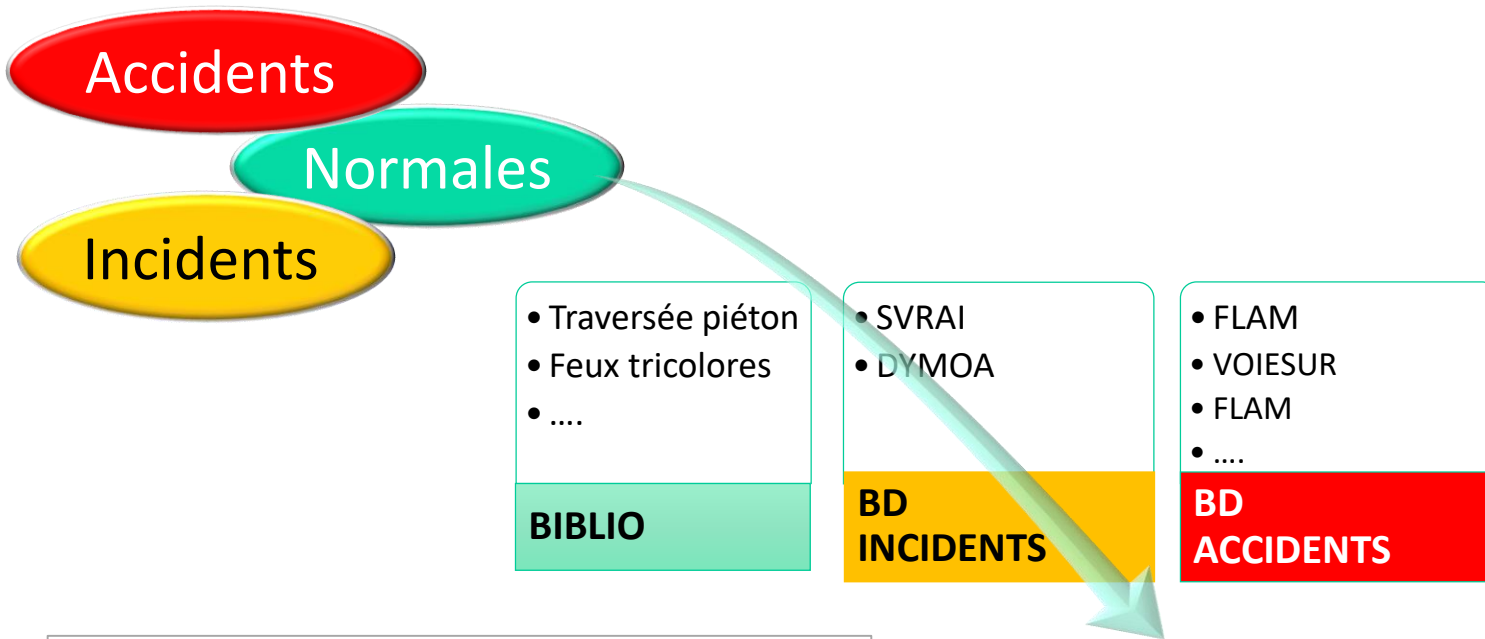 Accidents
Normales
Incidents
• Traversée piéton
• Feux tricolores
• ....
BIBLIO
• SVRAI
• DYMOA
BD
INCIDENTS
• FLAM
• VOIESUR
• FLAM
• ....
BD
ACCIDENTS